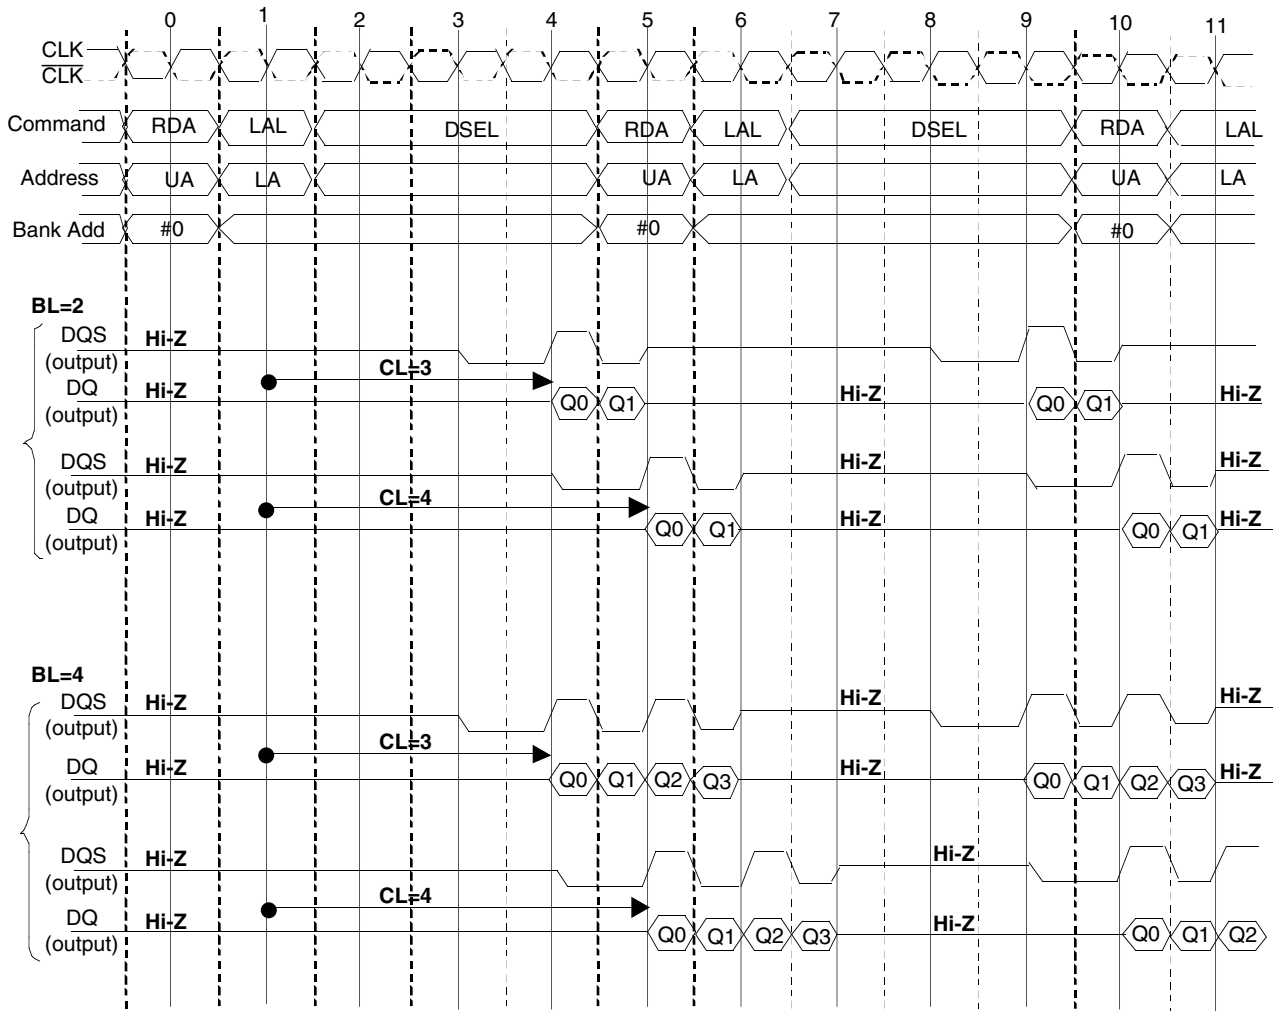 0 1 2 3 4 5 6 7 8 9 10 11
CLK
CLK
Command RDA LAL DSEL RDA LAL DSEL RDA LAL
Address UA LA UA LA UA LA
Bank Add #0 #0 #0
BL=2
DQS Hi-Z
(output) CL=3
DQ Hi-Z Hi-Z Hi-Z
(output) Q0 Q1 Q0 Q1
DQS Hi-Z Hi-Z Hi-Z
(output) CL=4
DQ Hi-Z Hi-Z Hi-Z
(output) Q0 Q1 Q0 Q1
BL=4
DQS Hi-Z Hi-Z Hi-Z
(output) CL=3
DQ Hi-Z Hi-Z Hi-Z
(output) Q0 Q1 Q2 Q3 Q0 Q1 Q2 Q3
DQS Hi-Z Hi-Z
(output) CL=4
DQ Hi-Z Hi-Z
(output) Q0 Q1 Q2 Q3 Q0 Q1 Q2